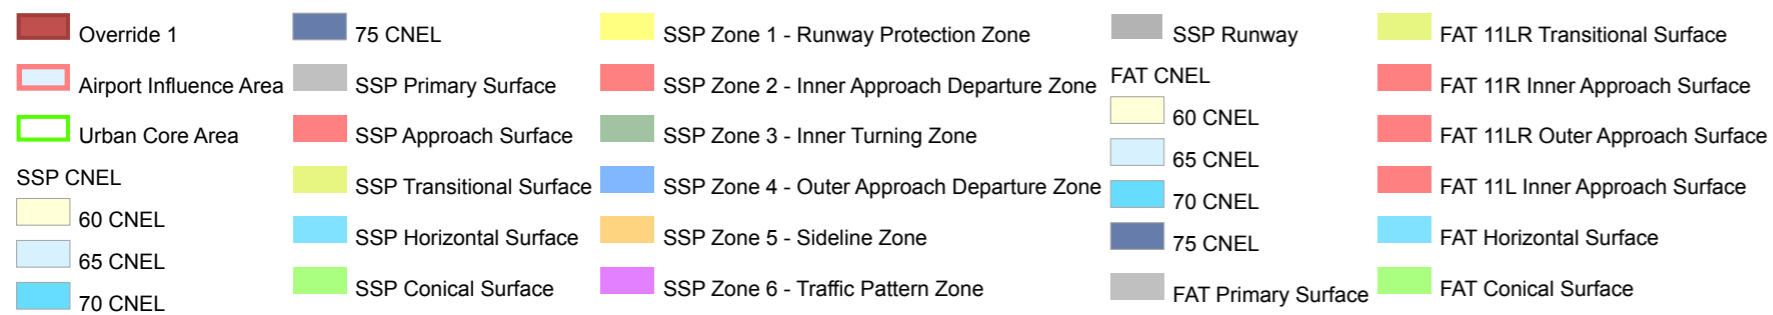 Override 1
Airport Influence Area
Urban Core Area
SSP CNEL
60 CNEL
65 CNEL
70 CNEL
75 CNEL
SSP Primary Surface
SSP Approach Surface
SSP Transitional Surface
SSP Horizontal Surface
SSP Conical Surface
SSP Zone 1 - Runway Protection Zone
SSP Zone 2 - Inner Approach Departure Zone
SSP Zone 3 - Inner Turning Zone
SSP Zone 4 - Outer Approach Departure Zone
SSP Zone 5 - Sideline Zone
SSP Zone 6 - Traffic Pattern Zone
SSP Runway
FAT CNEL
60 CNEL
65 CNEL
70 CNEL
75 CNEL
FAT Primary Surface
FAT 11LR Transitional Surface
FAT 11R Inner Approach Surface
FAT 11LR Outer Approach Surface
FAT 11L Inner Approach Surface
FAT Horizontal Surface
FAT Conical Surface